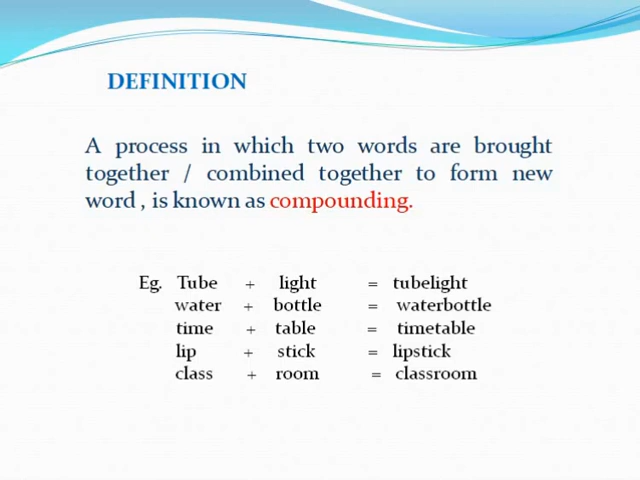 DEFINITION
A process in which two words are brought
together / combined together to form new
word , is known as compounding.
Eg. Tube + light = tubelight
water + bottle = waterbottle
time + table = timetable
lip + stick = lipstick
class + room = classroom